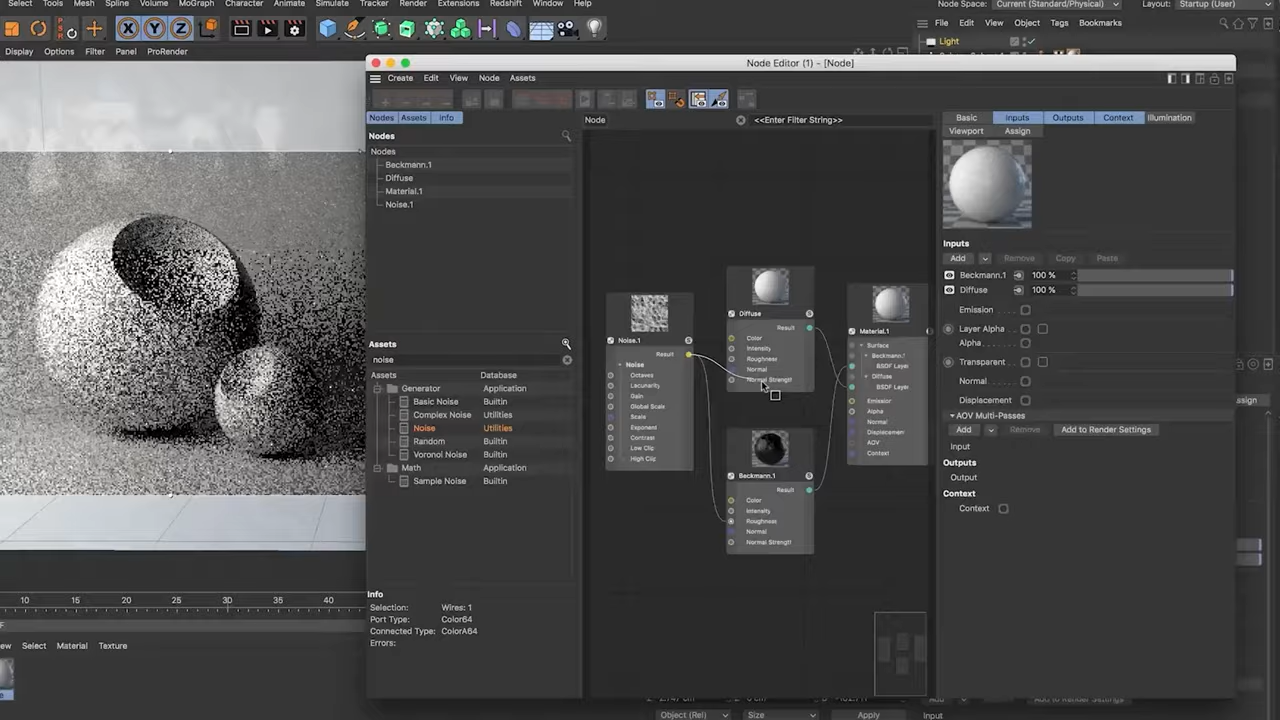 Tools Mesh Spline Volume MoGraph Character Animate Simulate Tracker Render Extensions Redshift Window Help
Node Space: Current (Standard/Physical) Layout: Startup (User)
X Y Z
File Edit View Object Tags Bookmarks
Display Options Filter Panel ProRender
Light
Node Editor (1) - [Node]
Create Edit View Node Assets
Nodes Assets Info
Node
<<Enter Filter String>>
Basic Inputs Outputs Context Illumination
Viewport Assign
Nodes
Nodes
Beckmann.1
Diffuse
Material.1
Noise.1
Inputs
Add Remove Copy Paste
Beckmann.1 100 %
Diffuse 100 %
Emission
Layer Alpha
Alpha
Transparent
Normal
Displacement
AOV Multi-Passes
Add Remove Add to Render Settings
Input
Outputs
Output
Context
Context
Noise.1
Result
Noise
Octaves
Lacunarity
Gain
Global Scale
Scale
Exponent
Contrast
Low Clip
High Clip
Diffuse
Result
Color
Intensity
Roughness
Normal
Normal Strength
Beckmann.1
Result
Color
Intensity
Roughness
Normal
Normal Strength
Material.1
Surface
Beckmann.1
BSDF Layer
Diffuse
BSDF Layer
Emission
Alpha
Normal
Displacement
AOV
Context
Assets
noise
Assets Database
Generator Application
Basic Noise Builtin
Complex Noise Utilities
Noise Utilities
Random Builtin
Voronoi Noise Builtin
Math Application
Sample Noise Builtin
Info
Selection: Wires: 1
Port Type: Color64
Connected Type: ColorA64
Errors:
10 15 20 25 30 35 40
F
Select Material Texture
Object (Rel) Size Apply Input